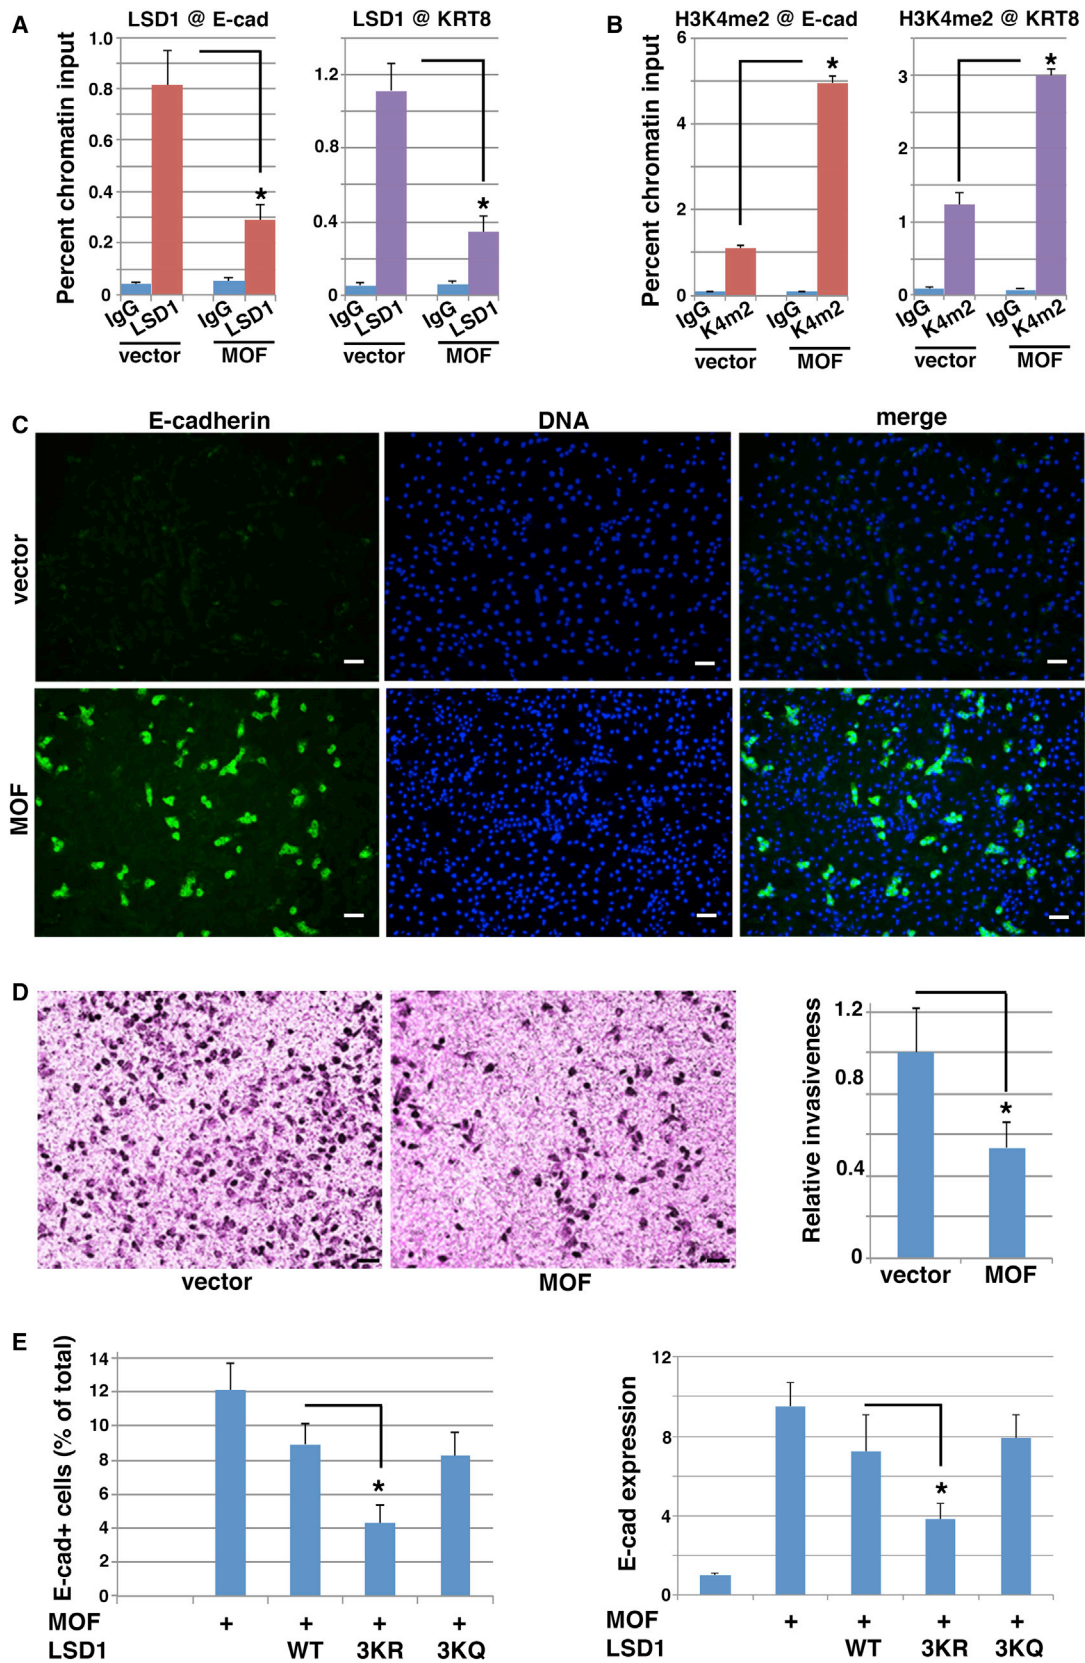 A
LSD1 @ E-cad
LSD1 @ KRT8
Percent chromatin input
1.0
0.8
0.6
0.4
0.2
0
*
IgG
LSD1
IgG
LSD1
vector
MOF
1.2
0.8
0.4
0
*
IgG
LSD1
IgG
LSD1
vector
MOF
B
H3K4me2 @ E-cad
H3K4me2 @ KRT8
Percent chromatin input
6
4
2
0
*
IgG
K4m2
IgG
K4m2
vector
MOF
3
2
1
0
*
IgG
K4m2
IgG
K4m2
vector
MOF
C
E-cadherin
DNA
merge
vector
MOF
D
vector
MOF
Relative invasiveness
1.2
0.8
0.4
0
*
vector
MOF
E
E-cad+ cells (% of total)
14
12
10
8
6
4
2
0
*
MOF + + + +
LSD1 WT 3KR 3KQ
E-cad expression
12
8
4
0
*
MOF + + + +
LSD1 WT 3KR 3KQ